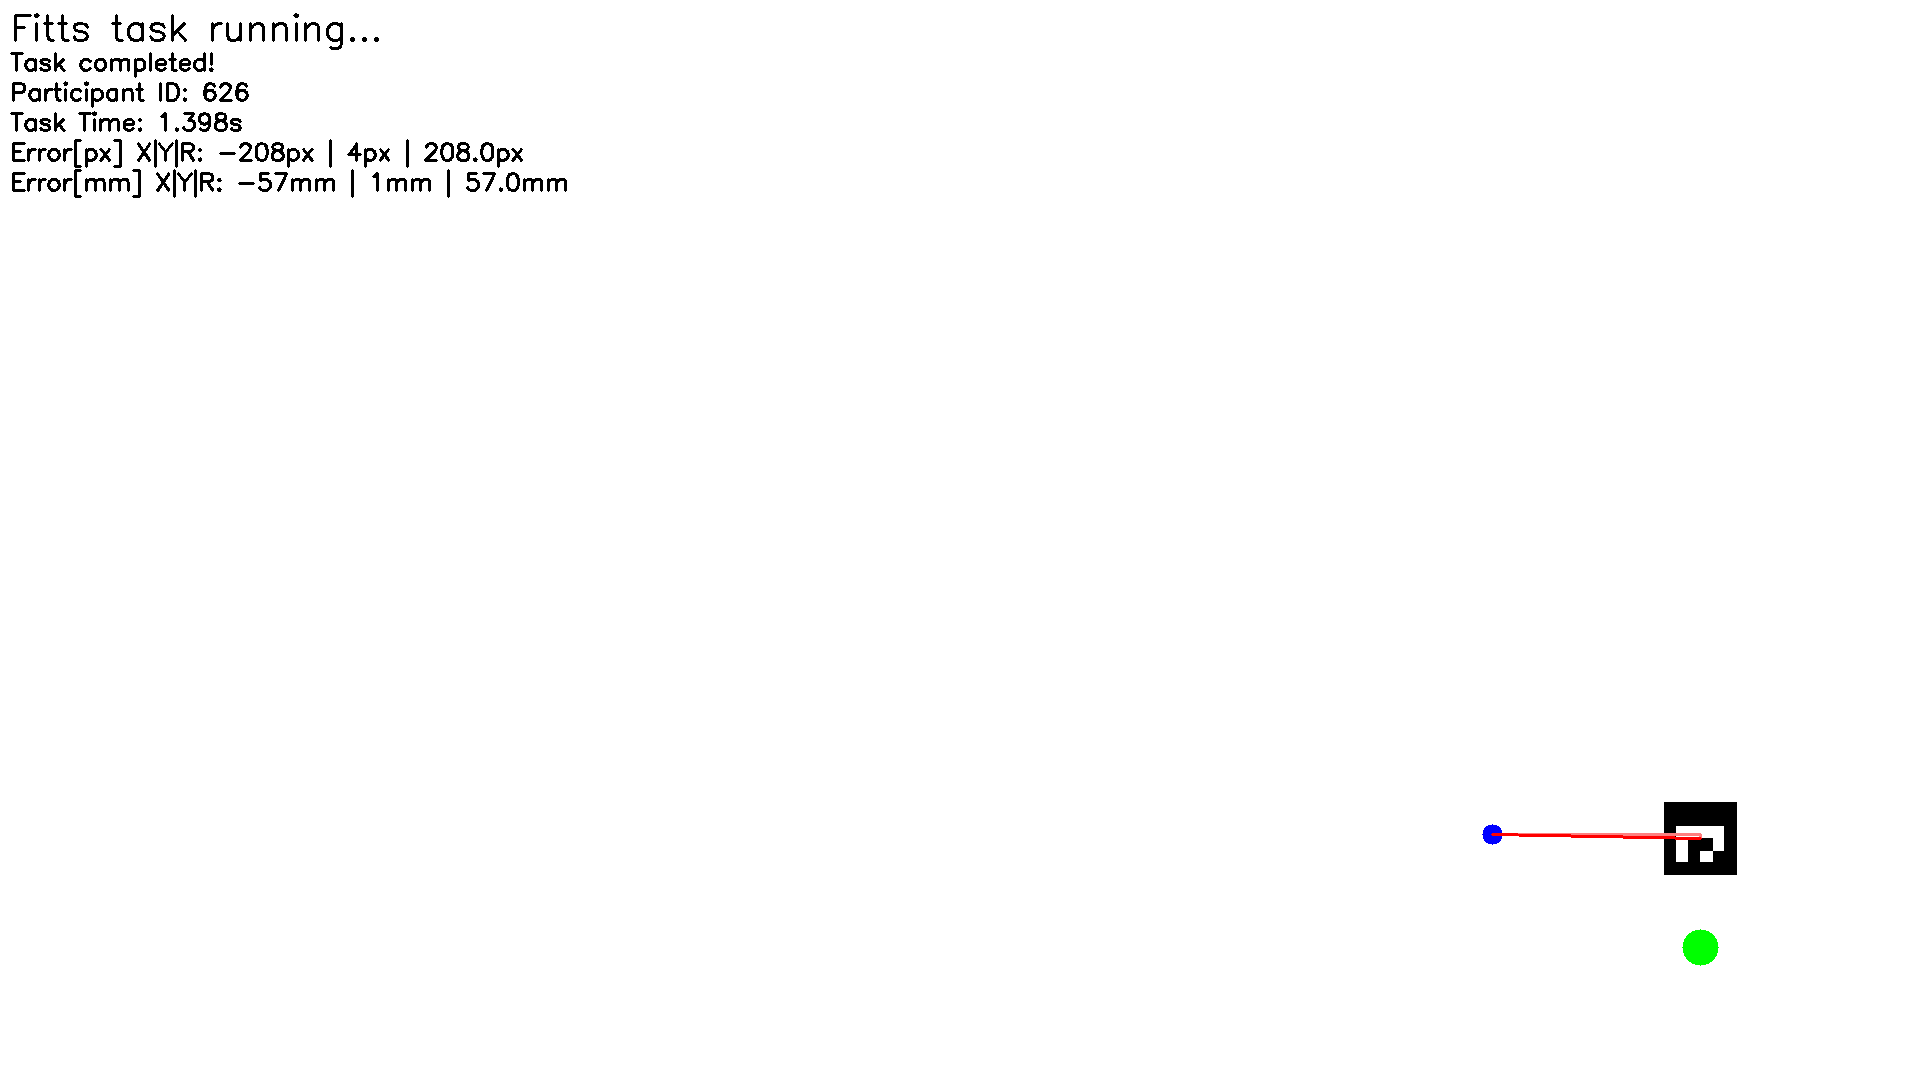 Fitts task running...
Task completed!
Participant ID: 626
Task Time: 1.398s
Error[px] X|Y|R: -208px | 4px | 208.0px
Error[mm] X|Y|R: -57mm | 1mm | 57.0mm